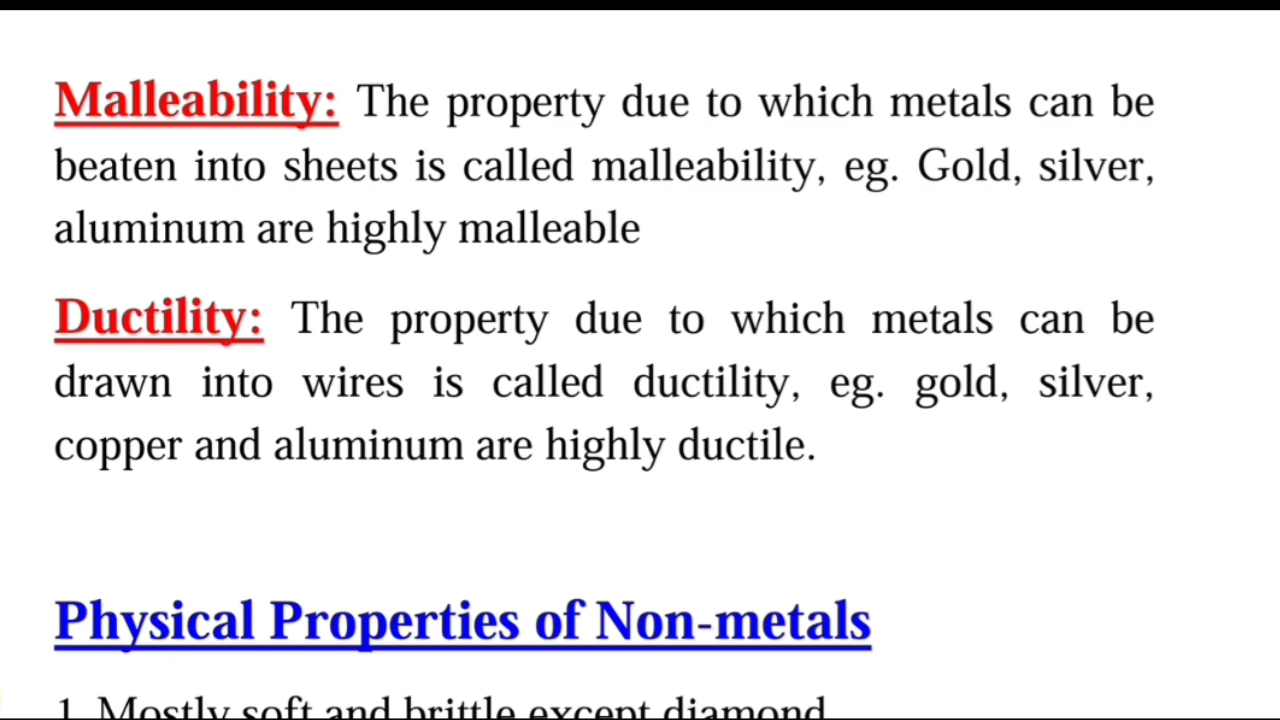 Malleability: The property due to which metals can be
beaten into sheets is called malleability, eg. Gold, silver,
aluminum are highly malleable
Ductility: The property due to which metals can be
drawn into wires is called ductility, eg. gold, silver,
copper and aluminum are highly ductile.
Physical Properties of Non-metals
1. Mostly soft and brittle except diamond